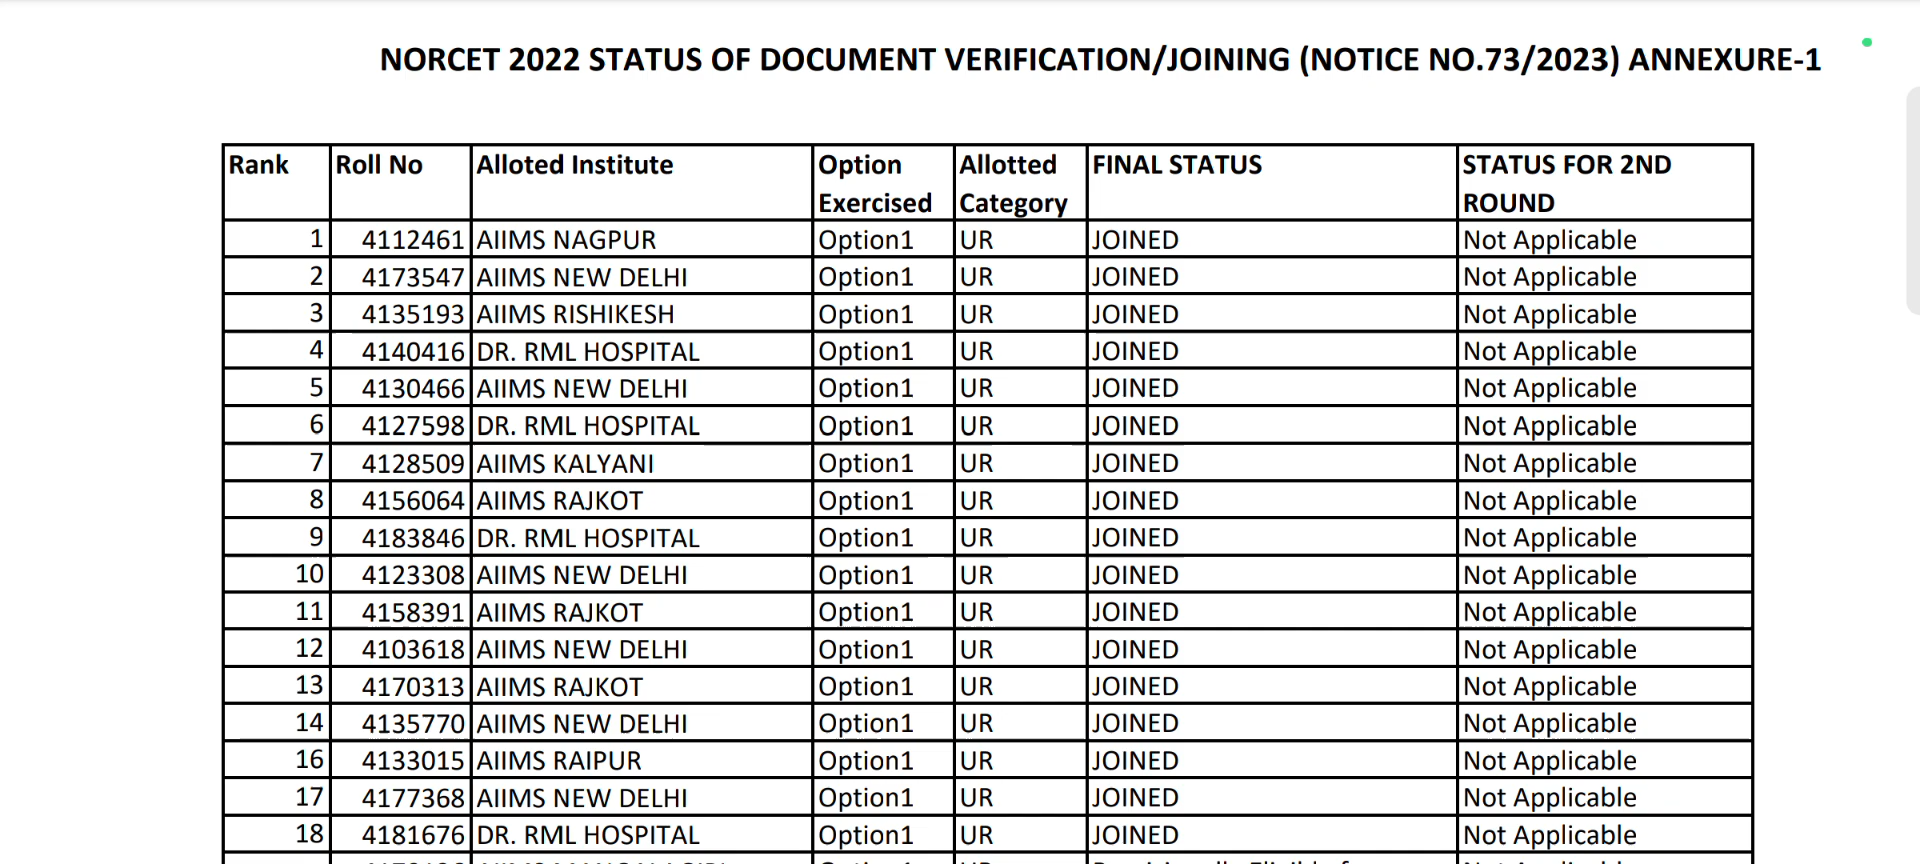 NORCET 2022 STATUS OF DOCUMENT VERIFICATION/JOINING (NOTICE NO.73/2023) ANNEXURE-1
Rank Roll No Alloted Institute Option Exercised Allotted Category FINAL STATUS STATUS FOR 2ND ROUND
1 4112461 AIIMS NAGPUR Option1 UR JOINED Not Applicable
2 4173547 AIIMS NEW DELHI Option1 UR JOINED Not Applicable
3 4135193 AIIMS RISHIKESH Option1 UR JOINED Not Applicable
4 4140416 DR. RML HOSPITAL Option1 UR JOINED Not Applicable
5 4130466 AIIMS NEW DELHI Option1 UR JOINED Not Applicable
6 4127598 DR. RML HOSPITAL Option1 UR JOINED Not Applicable
7 4128509 AIIMS KALYANI Option1 UR JOINED Not Applicable
8 4156064 AIIMS RAJKOT Option1 UR JOINED Not Applicable
9 4183846 DR. RML HOSPITAL Option1 UR JOINED Not Applicable
10 4123308 AIIMS NEW DELHI Option1 UR JOINED Not Applicable
11 4158391 AIIMS RAJKOT Option1 UR JOINED Not Applicable
12 4103618 AIIMS NEW DELHI Option1 UR JOINED Not Applicable
13 4170313 AIIMS RAJKOT Option1 UR JOINED Not Applicable
14 4135770 AIIMS NEW DELHI Option1 UR JOINED Not Applicable
16 4133015 AIIMS RAIPUR Option1 UR JOINED Not Applicable
17 4177368 AIIMS NEW DELHI Option1 UR JOINED Not Applicable
18 4181676 DR. RML HOSPITAL Option1 UR JOINED Not Applicable